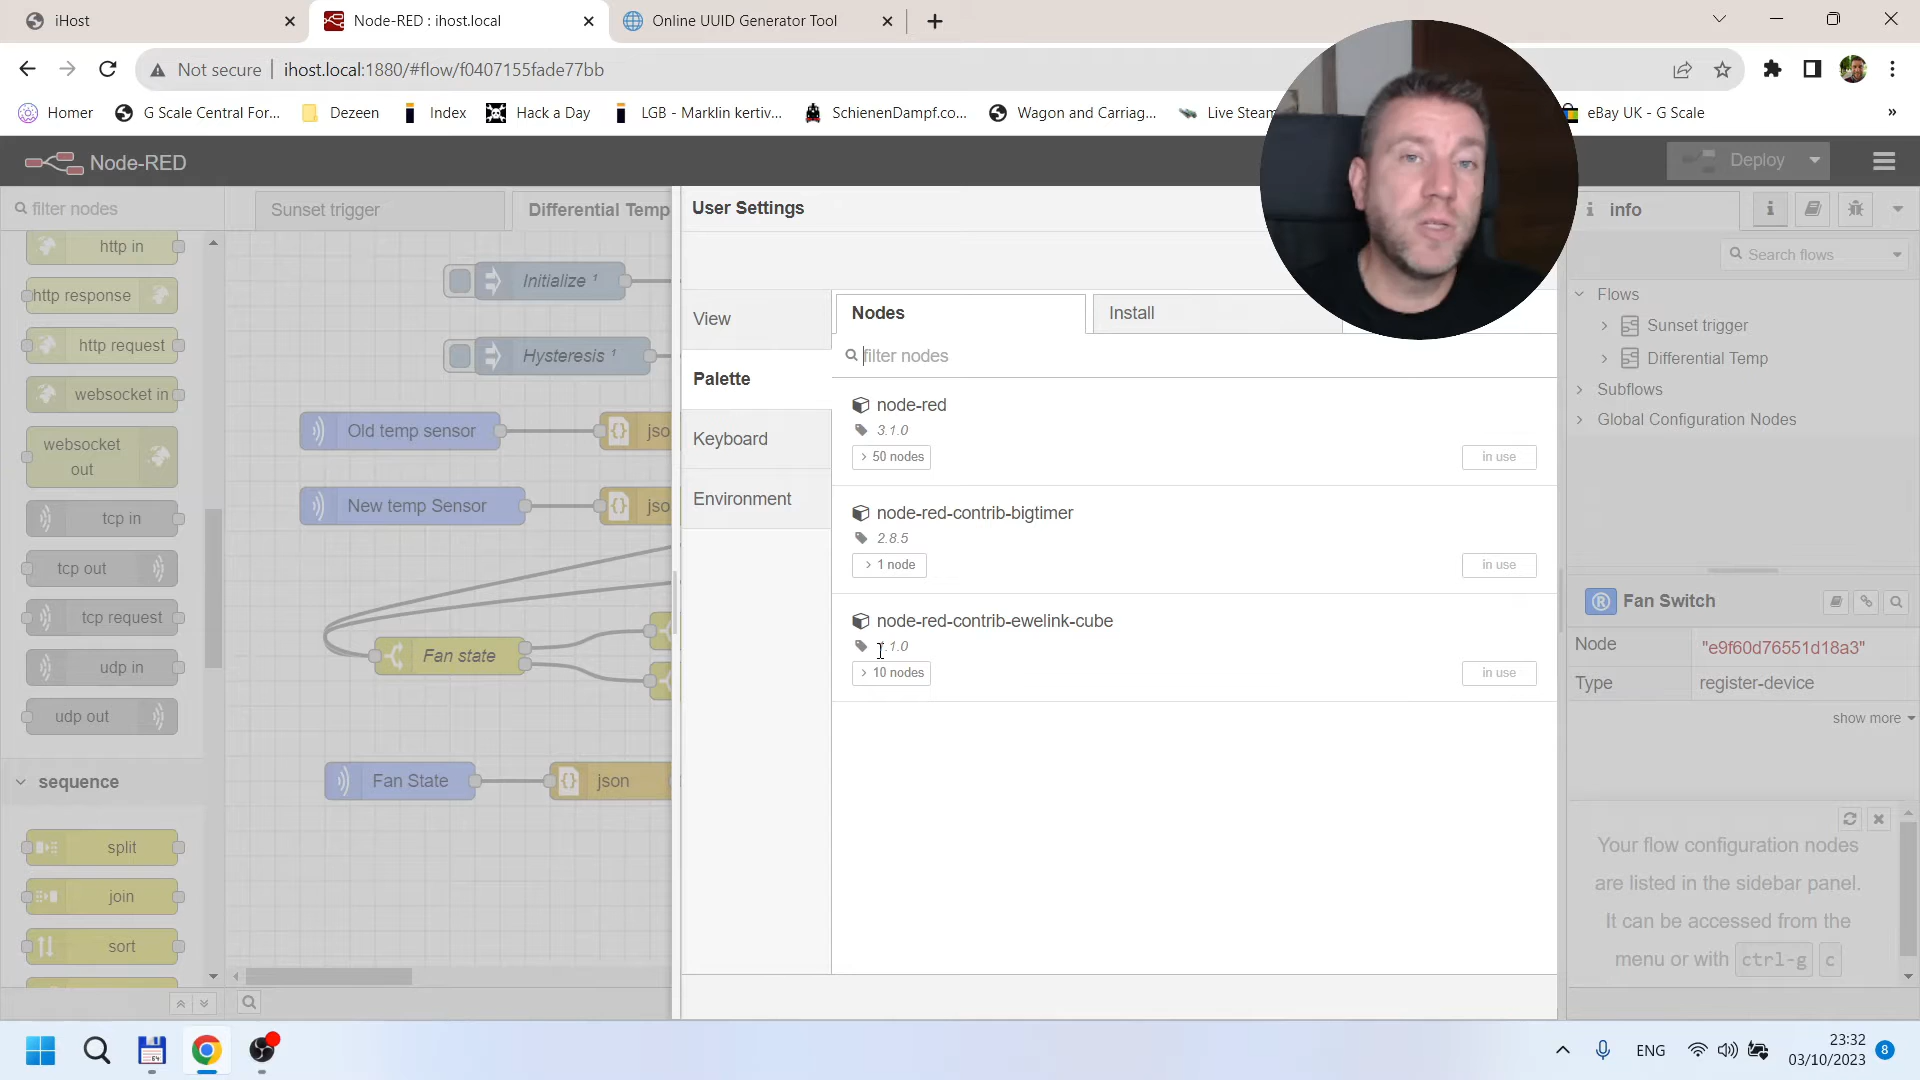 iHost
Node-RED : ihost.local
Online UUID Generator Tool
Not secure
ihost.local:1880/#flow/f0407155fade77bb
Homer
G Scale Central For...
Dezeen
Index
Hack a Day
LGB - Marklin kertiv...
SchienenDampf.co...
Wagon and Carriag...
Live Steam
eBay UK - G Scale
»
Node-RED
Deploy
filter nodes
Sunset trigger
Differential Temp
http in
http response
http request
websocket in
websocket
out
tcp in
tcp out
tcp request
udp in
udp out
sequence
split
join
sort
Initialize ¹
Hysteresis ¹
Old temp sensor
jso
New temp Sensor
jso
Fan state
Fan State
json
User Settings
View
Palette
Keyboard
Environment
Nodes
Install
filter nodes
node-red
3.1.0
> 50 nodes
in use
node-red-contrib-bigtimer
2.8.5
> 1 node
in use
node-red-contrib-ewelink-cube
.1.0
> 10 nodes
in use
i info
Search flows
Flows
Sunset trigger
Differential Temp
Subflows
Global Configuration Nodes
Fan Switch
Node
"e9f60d76551d18a3"
Type
register-device
show more
Your flow configuration nodes
are listed in the sidebar panel.
It can be accessed from the
menu or with ctrl-g c
64
ENG
23:32
03/10/2023
8